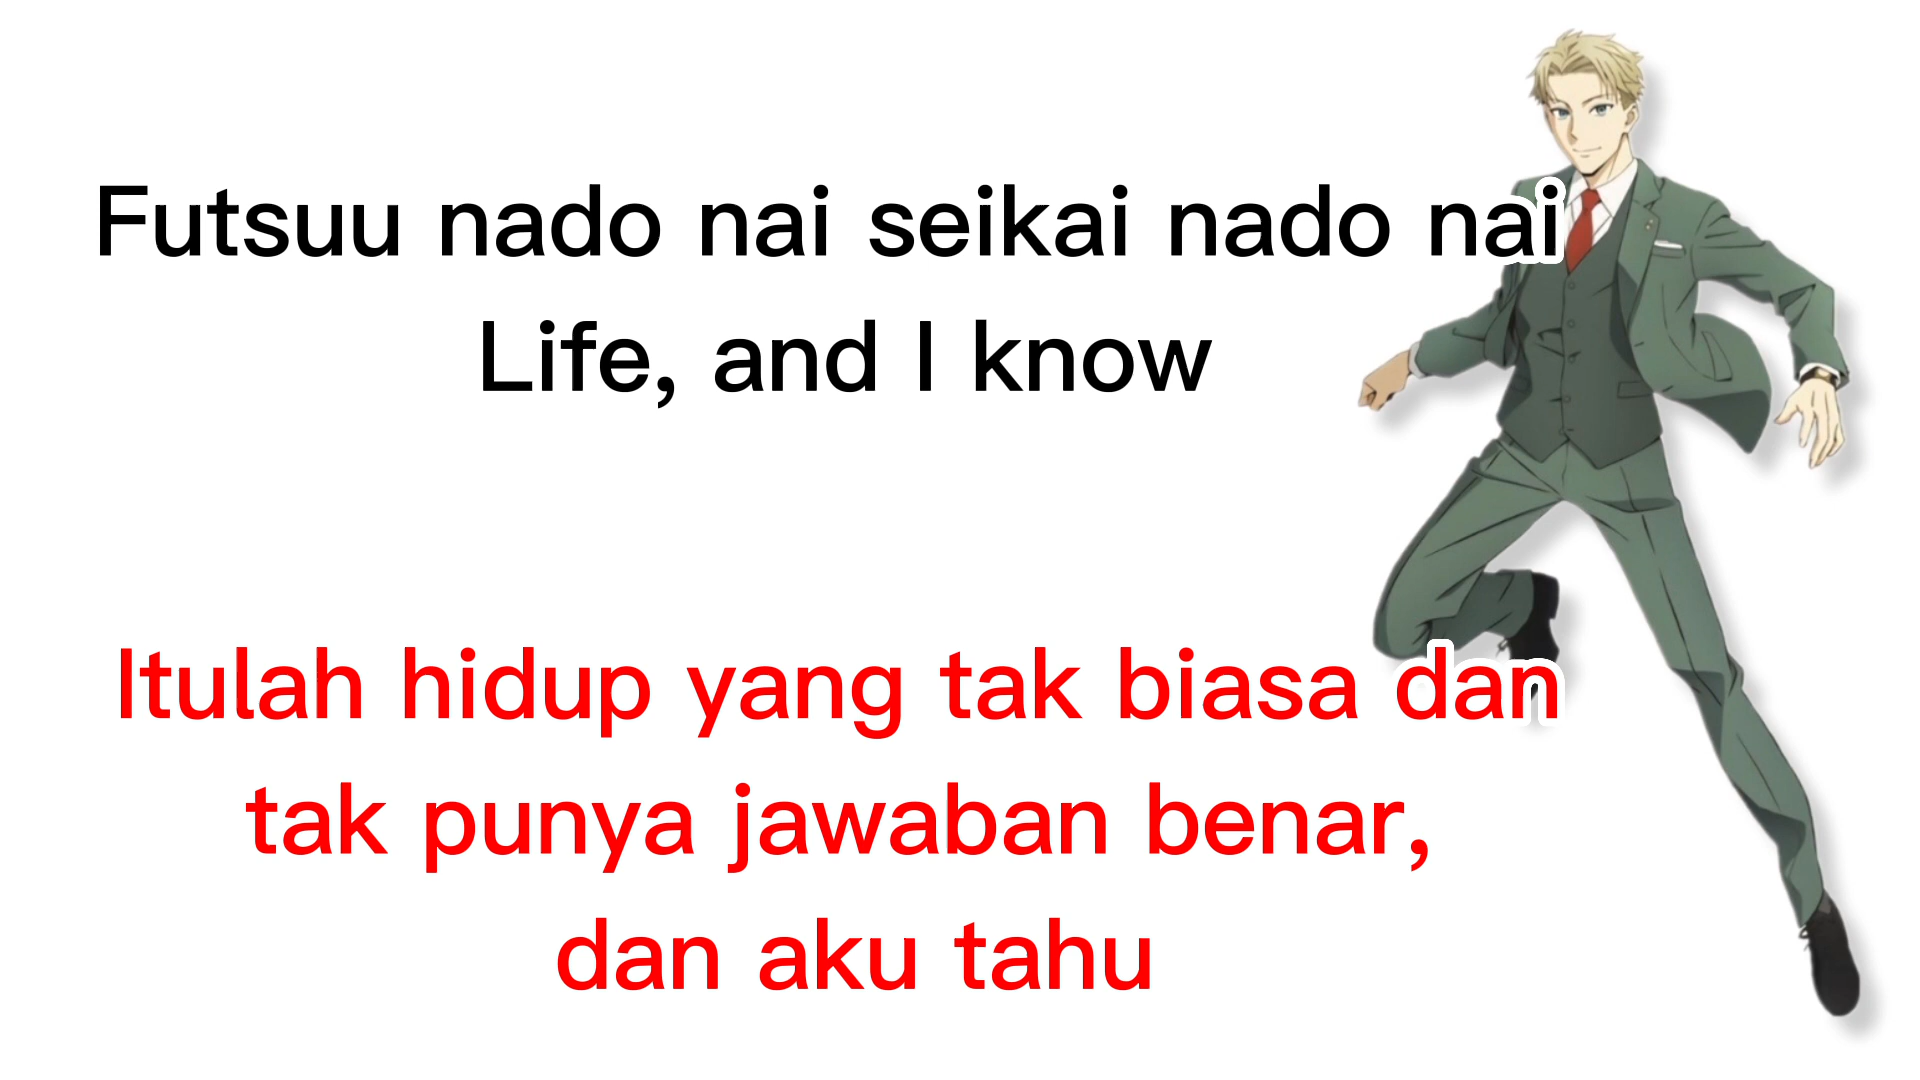 Futsuu nado nai seikai nado nai
Life, and I know
Itulah hidup yang tak biasa dan
tak punya jawaban benar,
dan aku tahu